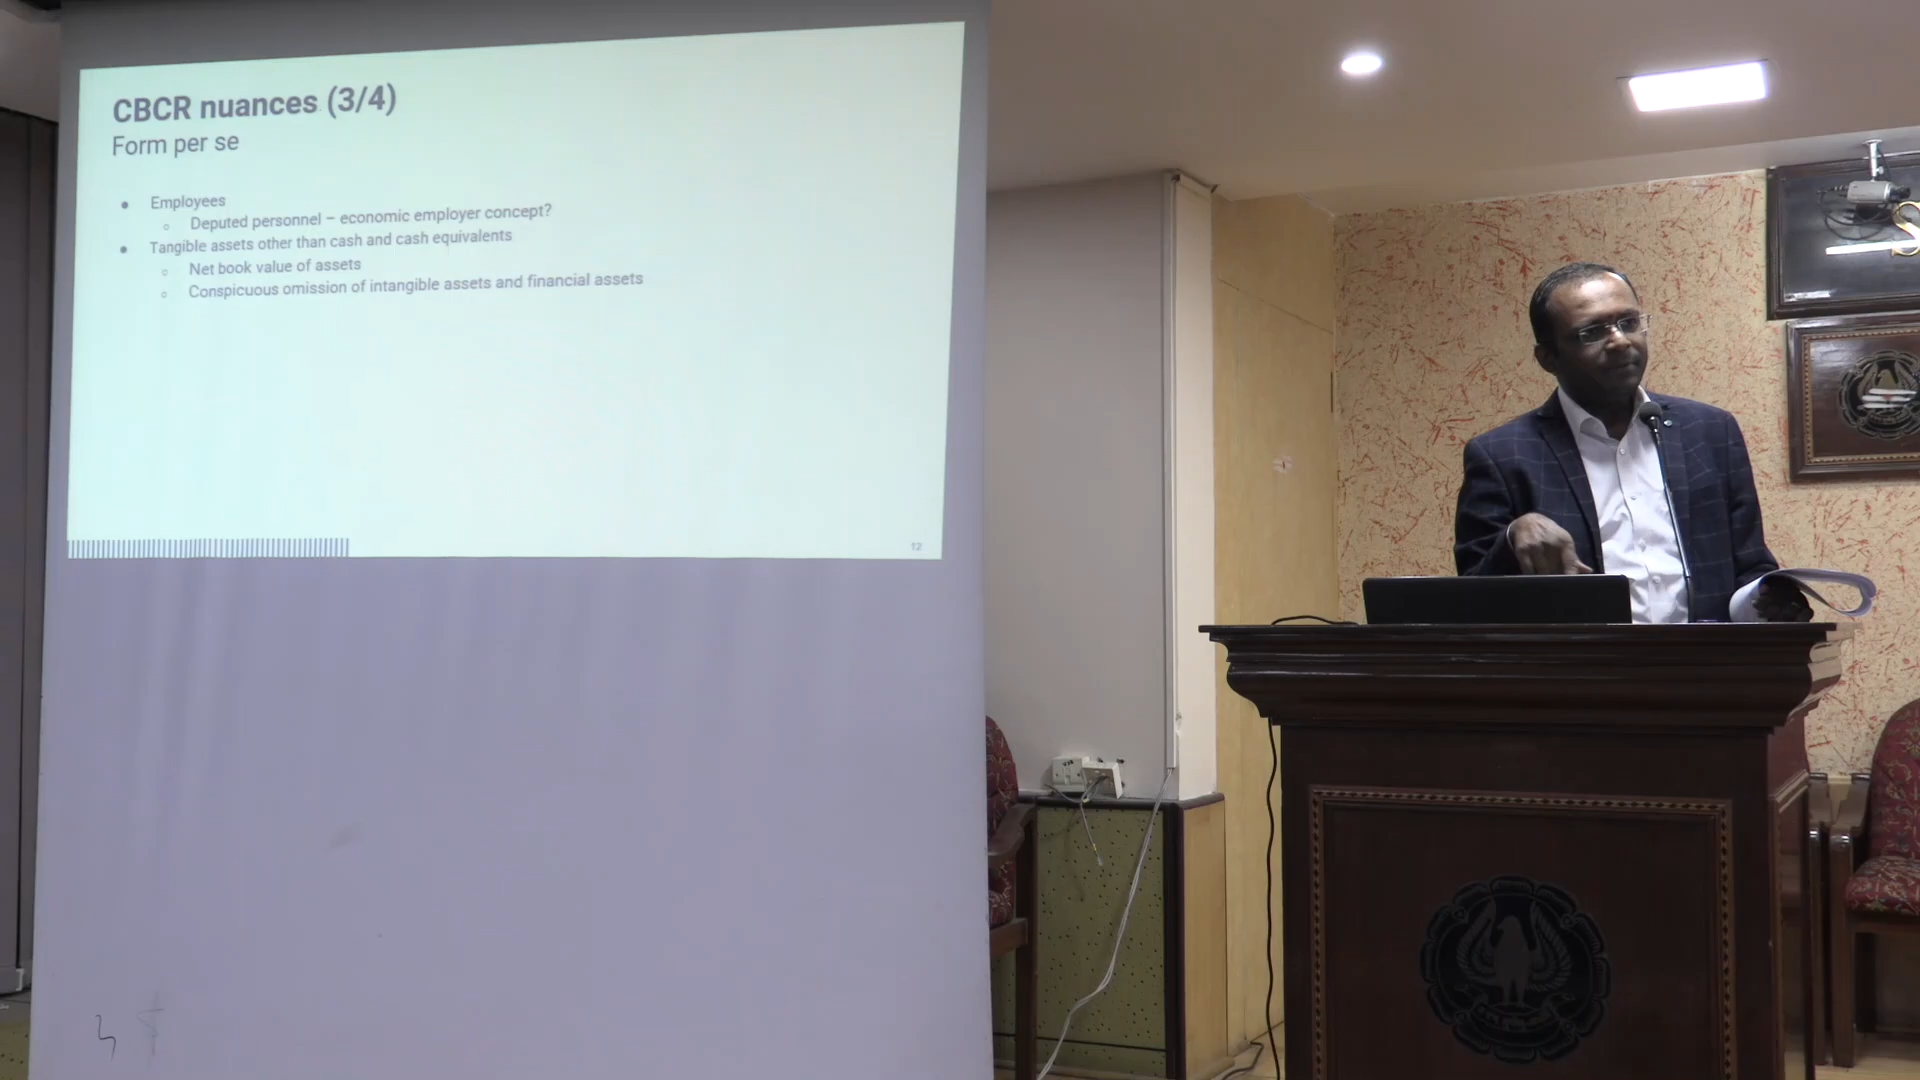 CBCR nuances (3/4)
Form per se
● Employees
○ Deputed personnel – economic employer concept?
● Tangible assets other than cash and cash equivalents
○ Net book value of assets
○ Conspicuous omission of intangible assets and financial assets
12